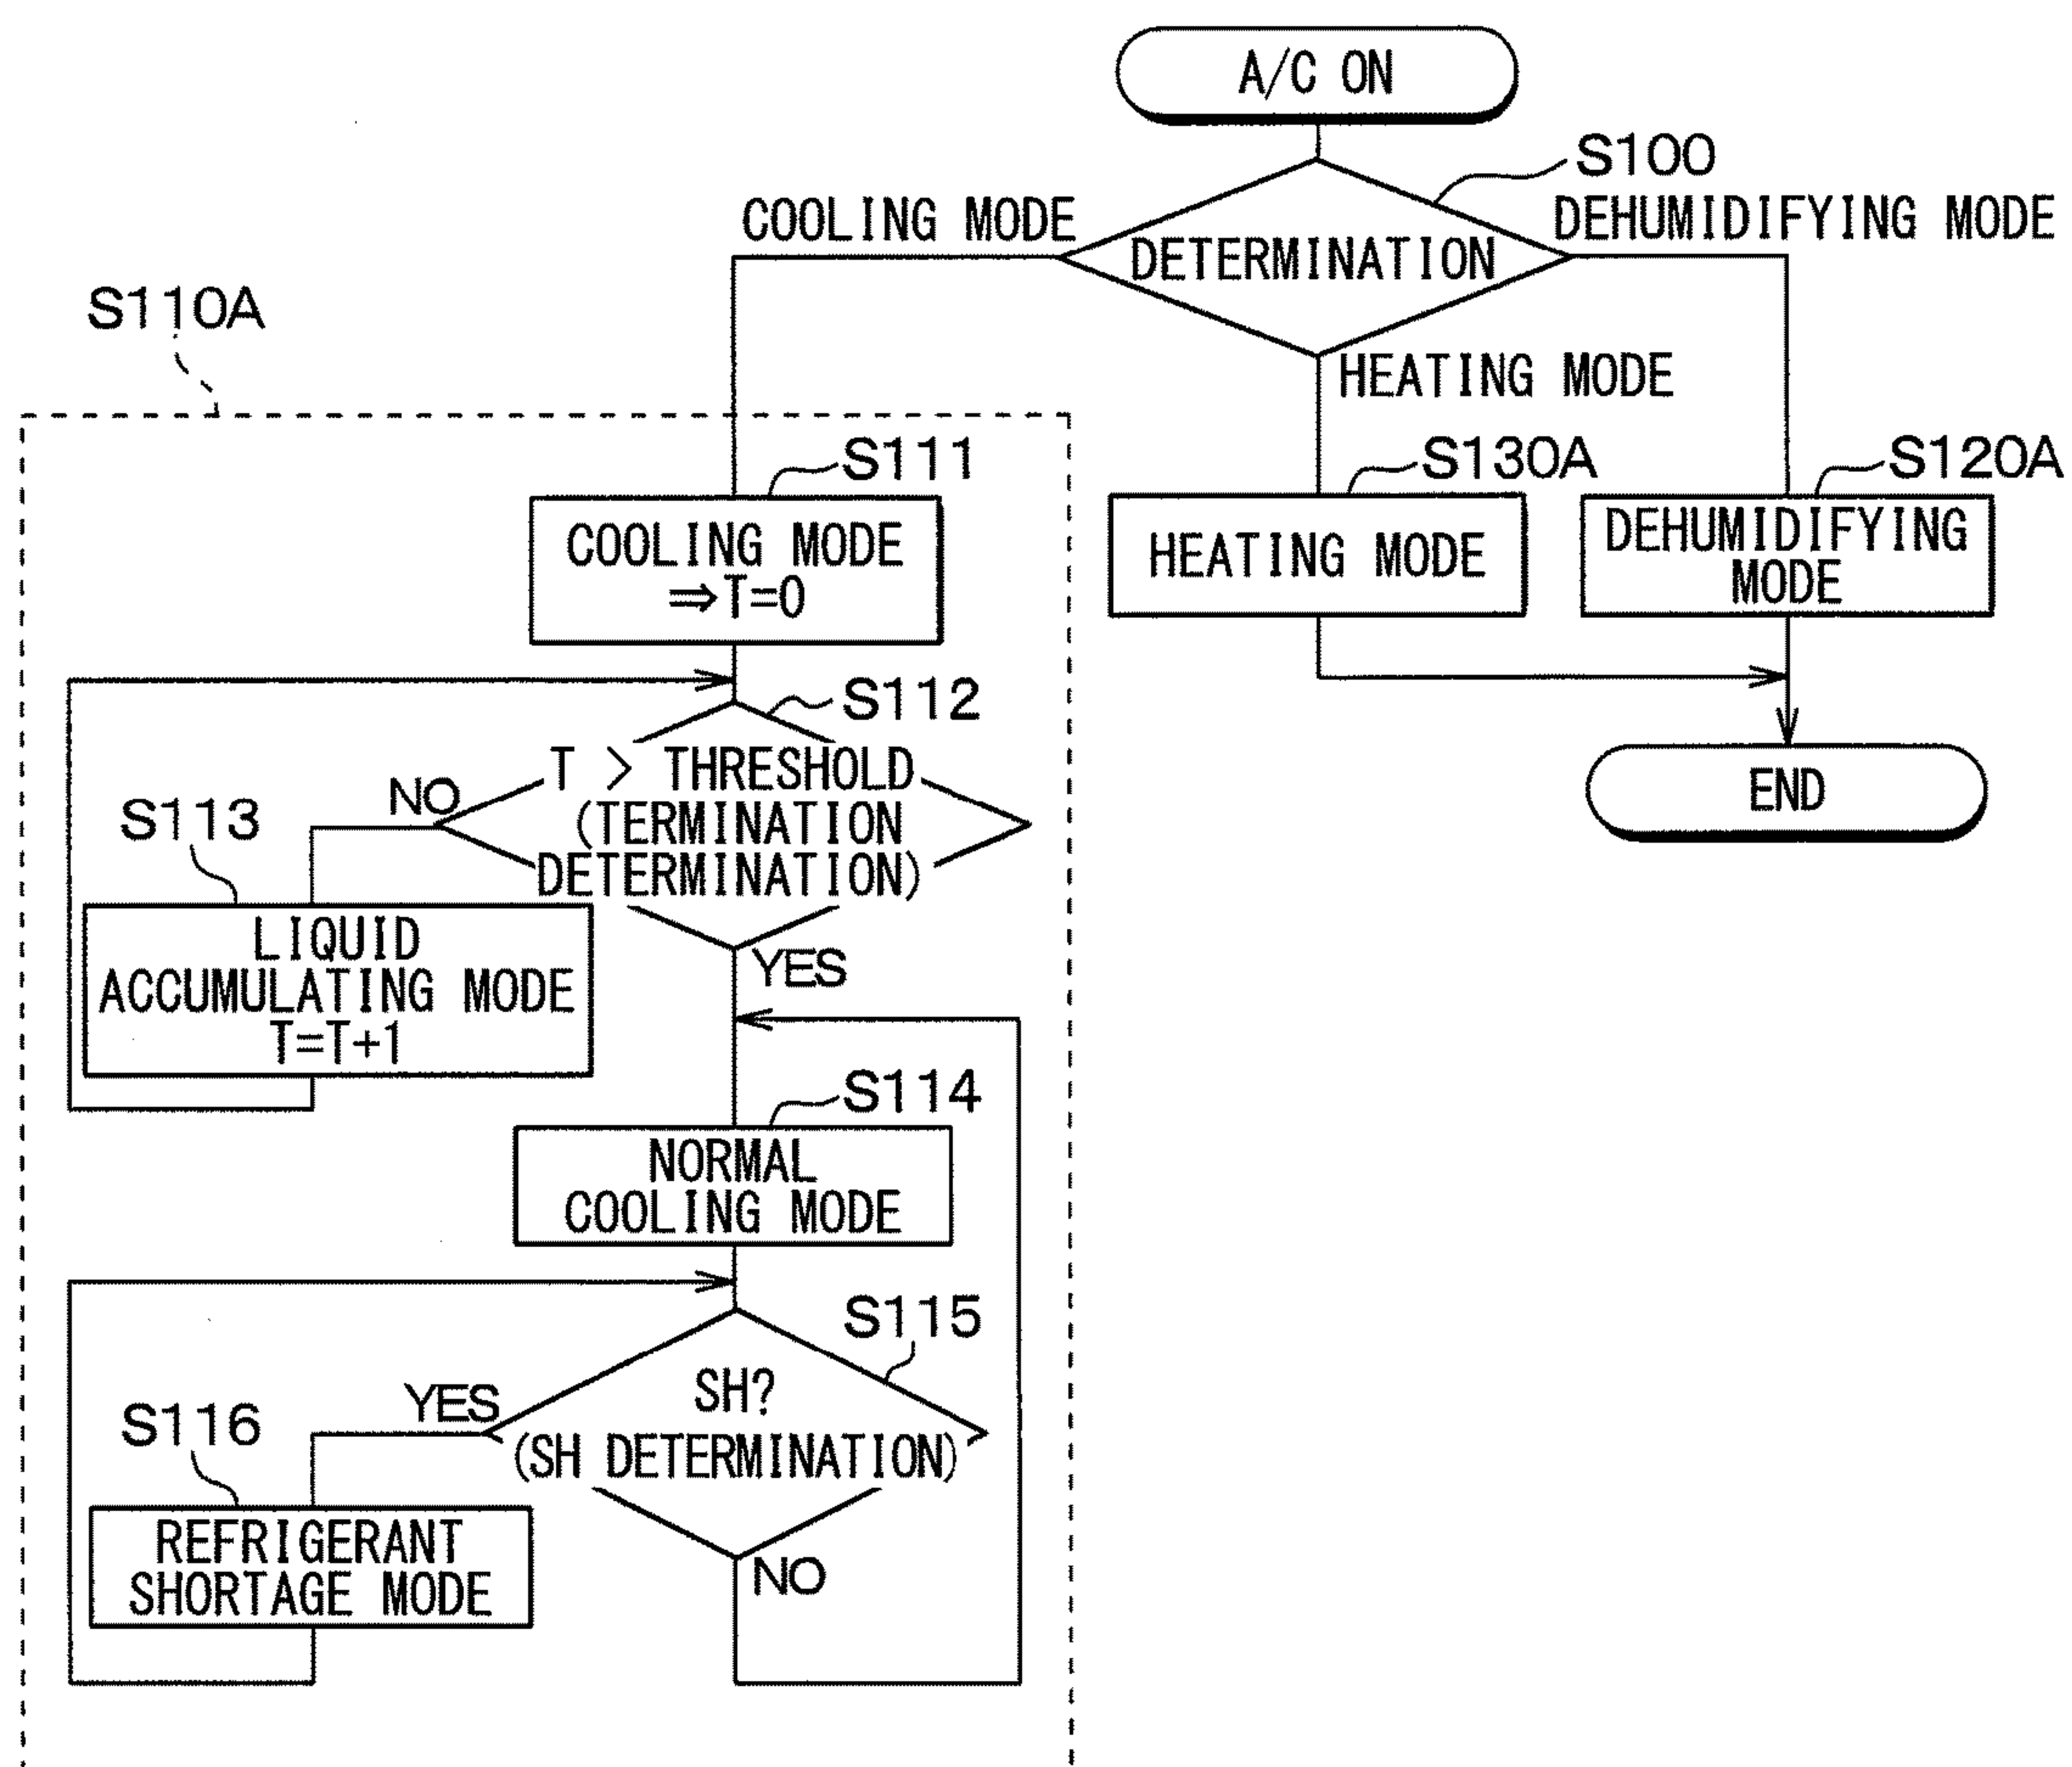 A/C ON
S100
COOLING MODE
DEHUMIDIFYING MODE
DETERMINATION
S110A
HEATING MODE
S111
S130A
S120A
COOLING MODE
⇒T=0
HEATING MODE
DEHUMIDIFYING
MODE
S112
T > THRESHOLD
(TERMINATION
DETERMINATION)
NO
END
S113
YES
LIQUID
ACCUMULATING MODE
T=T+1
S114
NORMAL
COOLING MODE
S115
SH?
(SH DETERMINATION)
YES
S116
REFRIGERANT
SHORTAGE MODE
NO